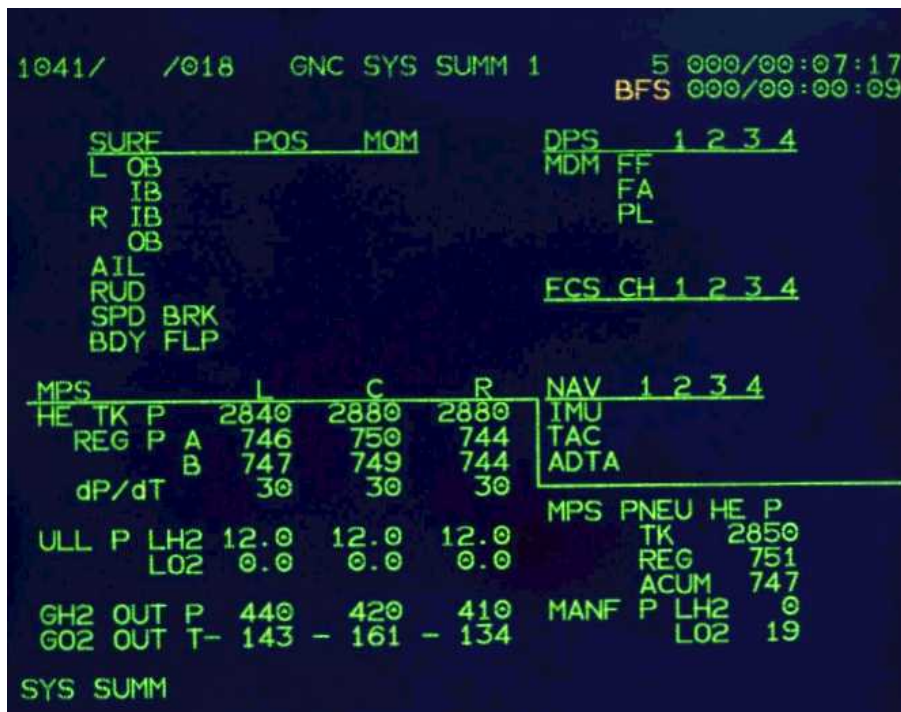 1041/ /018 GNC SYS SUMM 1 5 000/00:07:17
BFS 000/00:00:09
SURF POS MOM DPS 1 2 3 4
L OB MDM FF
IB FA
R IB PL
OB
AIL
RUD FCS CH 1 2 3 4
SPD BRK
BDY FLP
MPS L C R NAV 1 2 3 4
HE TK P 2840 2880 2880 IMU
REG P A 746 750 744 TAC
B 747 749 744 ADTA
dP/dT 30 30 30
MPS PNEU HE P
ULL P LH2 12.0 12.0 12.0 TK 2850
LO2 0.0 0.0 0.0 REG 751
ACUM 747
GH2 OUT P 440 420 410 MANF P LH2 0
GO2 OUT T- 143 - 161 - 134 LO2 19
SYS SUMM